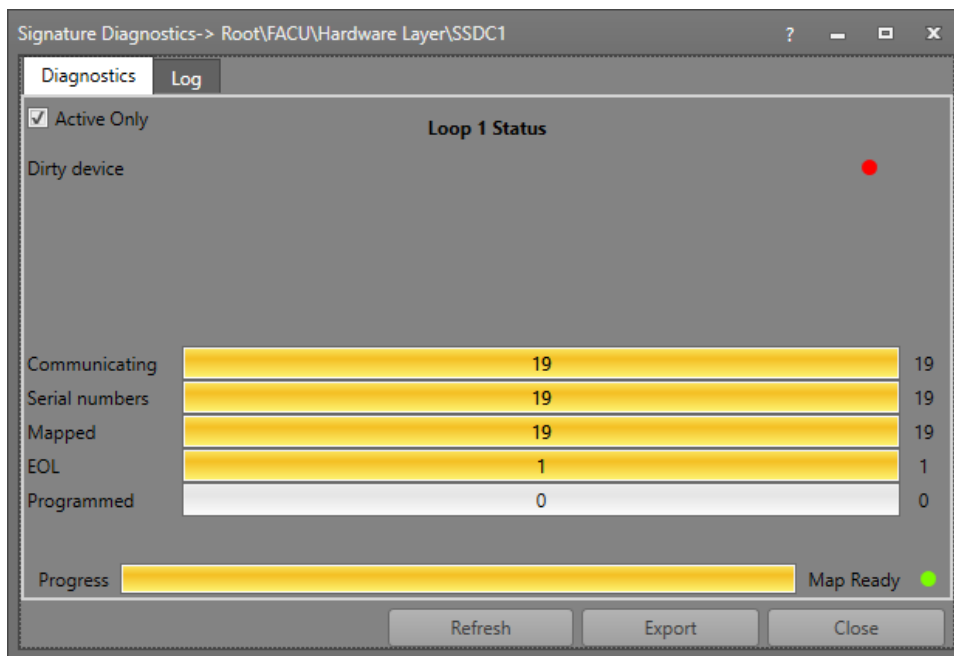 Signature Diagnostics-> Root\FACU\Hardware Layer\SSDC1 ?
Diagnostics Log
Active Only
Loop 1 Status
Dirty device
Communicating 19 19
Serial numbers 19 19
Mapped 19 19
EOL 1 1
Programmed 0 0
Progress Map Ready
Refresh Export Close